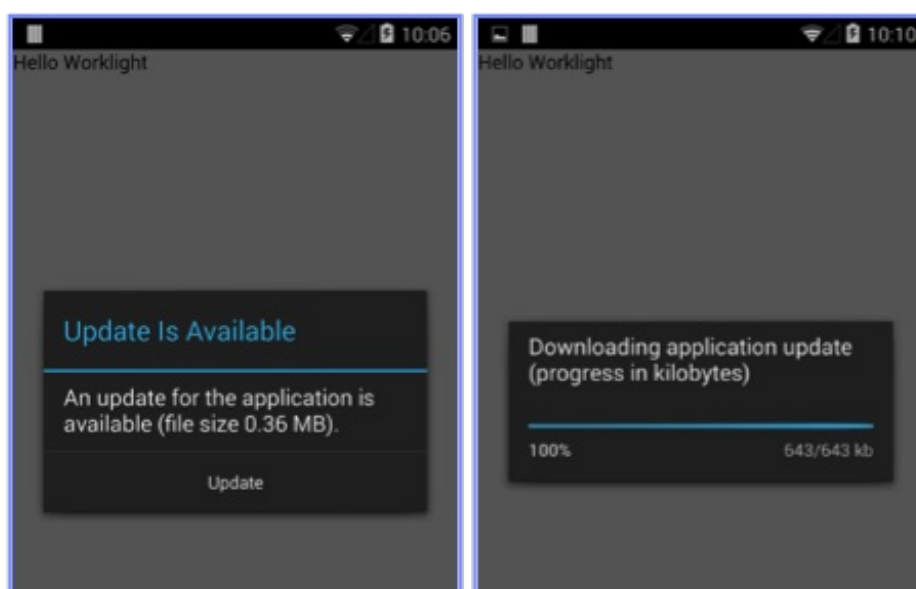 10:06
Hello Worklight
Update Is Available
An update for the application is
available (file size 0.36 MB).
Update
10:10
Hello Worklight
Downloading application update
(progress in kilobytes)
100% 643/643 kb